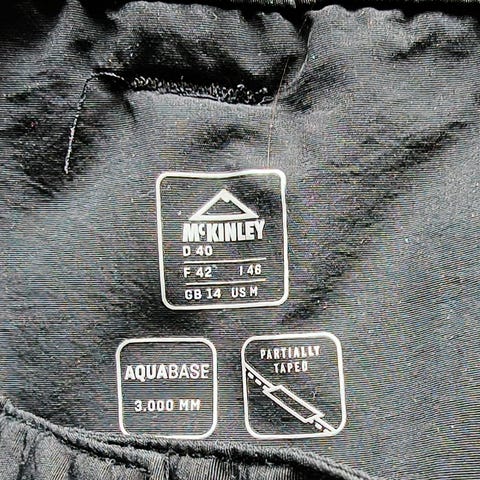 McKINLEY
D 40
F 42 I 46
GB 14 US M
AQUABASE
3.000 MM
PARTIALLY
TAPED